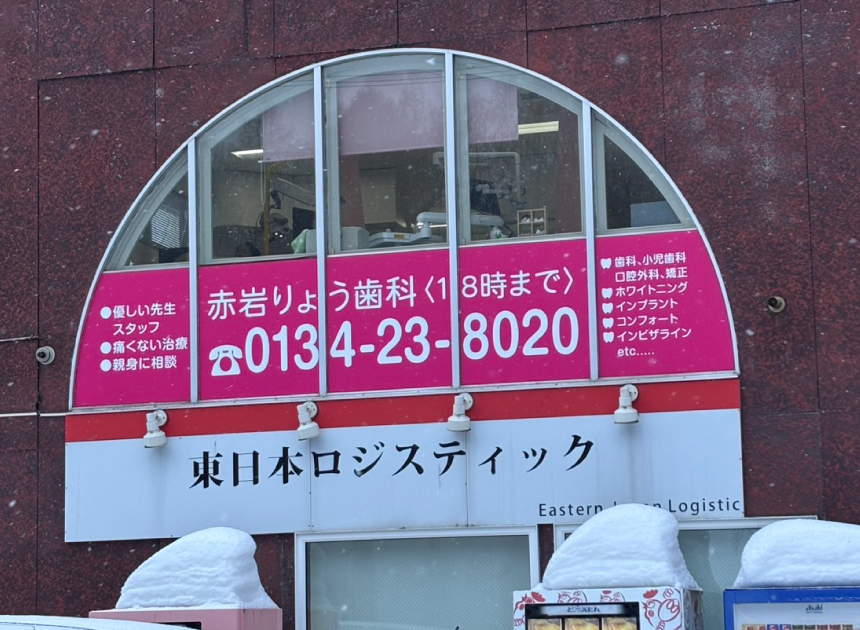 ●優しい先生
スタッフ
●痛くない治療
●親身に相談
赤岩りょう歯科〈18時まで〉
☎0134-23-8020
歯科、小児歯科
口腔外科、矯正
ホワイトニング
インプラント
コンフォート
インビザライン
etc.....
東日本ロジスティック
Eastern Logistic
Asahi